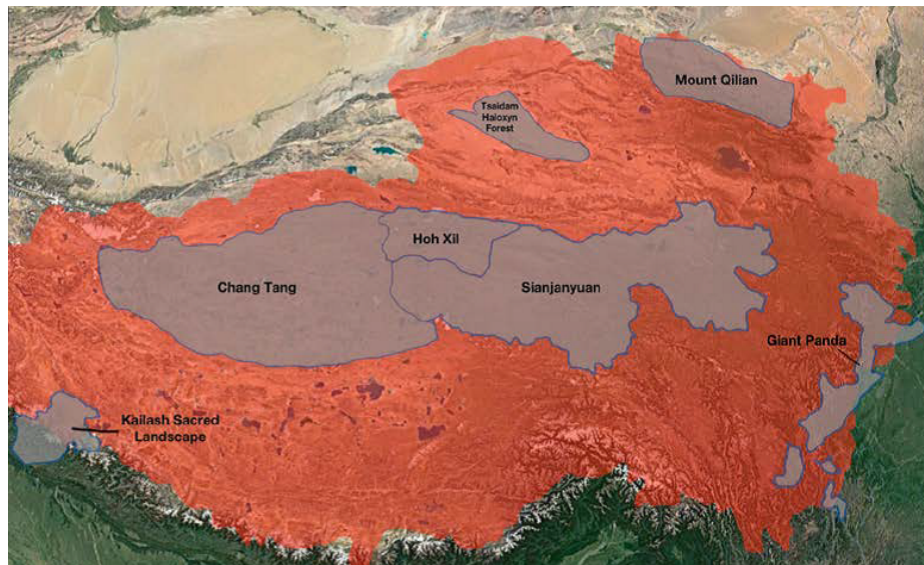 Mount Qilian
Tsaidam
Haloxyn
Forest
Hoh Xil
Chang Tang
Sianjanyuan
Giant Panda
Kailash Sacred
Landscape